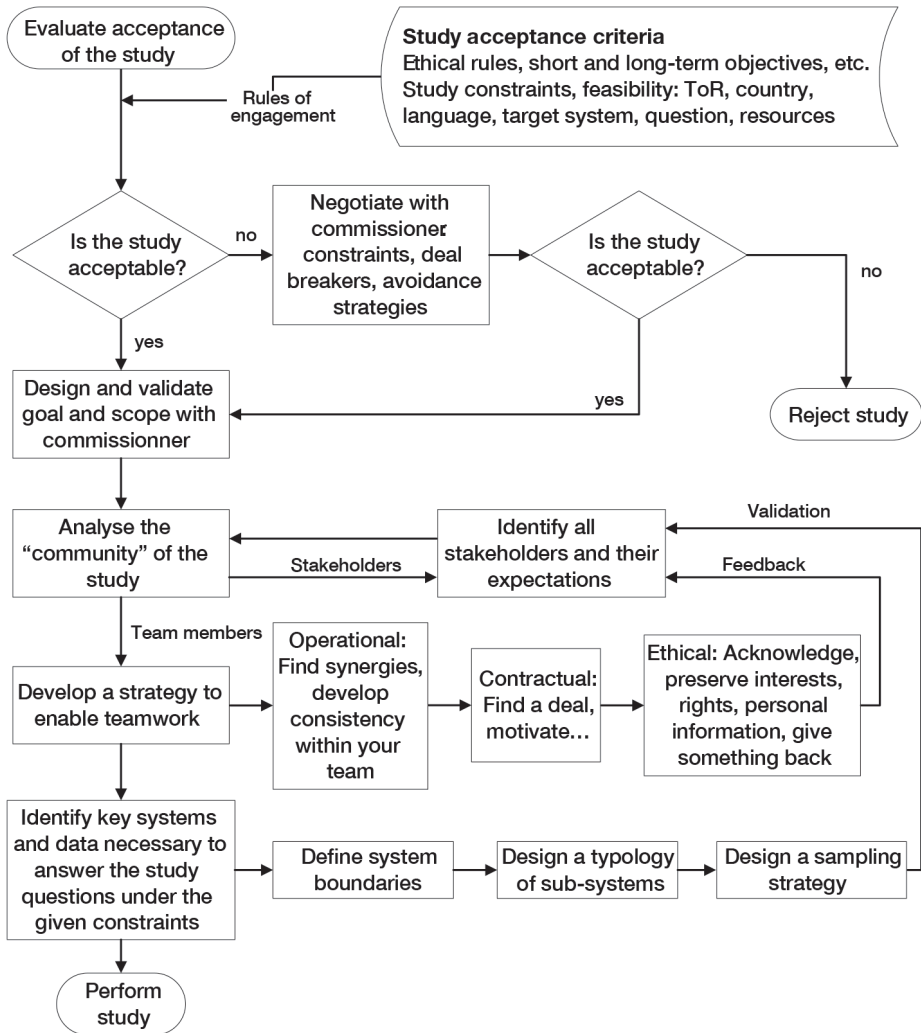 Evaluate acceptance
of the study
Study acceptance criteria
Ethical rules, short and long-term objectives, etc.
Study constraints, feasibility: ToR, country,
language, target system, question, resources
Rules of
engagement
Is the study
acceptable?
no
Negotiate with
commissioner:
constraints, deal
breakers, avoidance
strategies
Is the study
acceptable?
no
yes
yes
Reject study
Design and validate
goal and scope with
commissionner
Analyse the
“community” of the
study
Stakeholders
Identify all
stakeholders and their
expectations
Validation
Feedback
Team members
Develop a strategy to
enable teamwork
Operational:
Find synergies,
develop
consistency
within your
team
Contractual:
Find a deal,
motivate...
Ethical: Acknowledge,
preserve interests,
rights, personal
information, give
something back
Identify key systems
and data necessary to
answer the study
questions under the
given constraints
Define system
boundaries
Design a typology
of sub-systems
Design a sampling
strategy
Perform
study